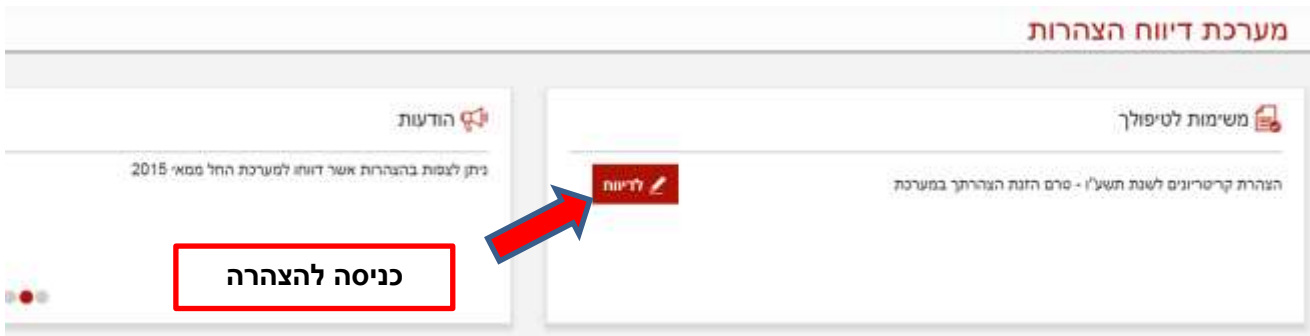 מערכת דיווח הצהרות
משימות לטיפולך
הצהרת קריטריונים לשנת תשע"ו - טרם הזנת הצהרתך במערכת
לדיווח
הודעות
ניתן לצפות בהצהרות אשר דווחו למערכת החל ממאי 2015
כניסה להצהרה